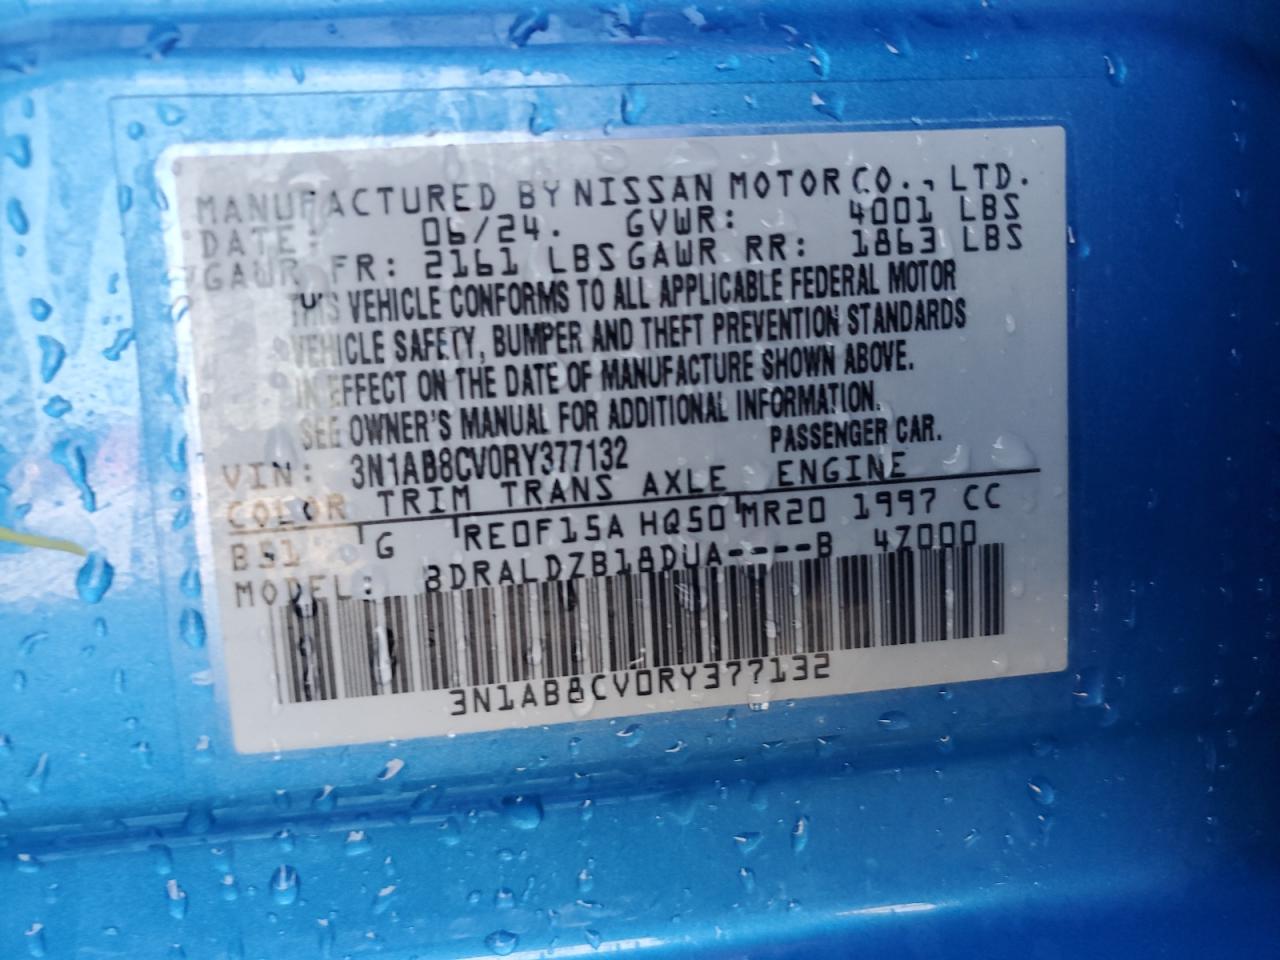 MANUFACTURED BY NISSAN MOTOR CO., LTD.
DATE: 06/24. GVWR: 4001 LBS
GAWR FR: 2161 LBS GAWR RR: 1863 LBS
THIS VEHICLE CONFORMS TO ALL APPLICABLE FEDERAL MOTOR
VEHICLE SAFETY, BUMPER AND THEFT PREVENTION STANDARDS
IN EFFECT ON THE DATE OF MANUFACTURE SHOWN ABOVE.
SEE OWNER'S MANUAL FOR ADDITIONAL INFORMATION.
VIN: 3N1AB8CV0RY377132 PASSENGER CAR.
COLOR TRIM TRANS AXLE ENGINE
B51 G RE0F15A HQ50 MR20 1997 CC
MODEL: BDRALDZB18DUA----B 47000
3N1AB8CV0RY377132